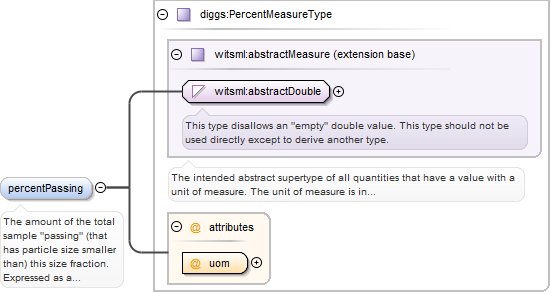 diggs:PercentMeasureType
witsml:abstractMeasure (extension base)
witsml:abstractDouble
This type disallows an "empty" double value. This type should not be
used directly except to derive another type.
The intended abstract supertype of all quantities that have a value with a
unit of measure. The unit of measure is in...
percentPassing
The amount of the total
sample "passing" (that
has particle size smaller
than) this size fraction.
Expressed as a...
@ attributes
@ uom